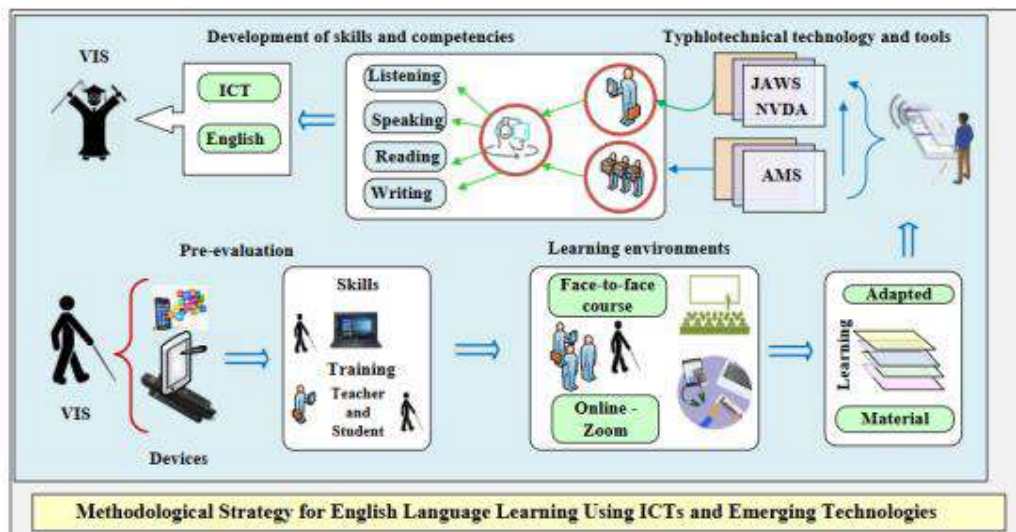 Development of skills and competencies
Typhlotechnical technology and tools
VIS
ICT
English
Listening
Speaking
Reading
Writing
JAWS
NVDA
AMS
Pre-evaluation
Learning environments
VIS
Devices
Skills
Training
Teacher
and
Student
Face-to-face
course
Online -
Zoom
Adapted
Learning
Material
Methodological Strategy for English Language Learning Using ICTs and Emerging Technologies